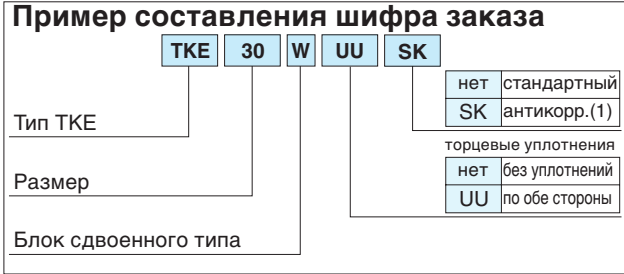 Пример составления шифра заказа
TKE 30 W UU SK
нет стандартный
SK антикорр.(1)
Тип TKE
торцевые уплотнения
нет без уплотнений
Размер
UU по обе стороны
Блок сдвоенного типа